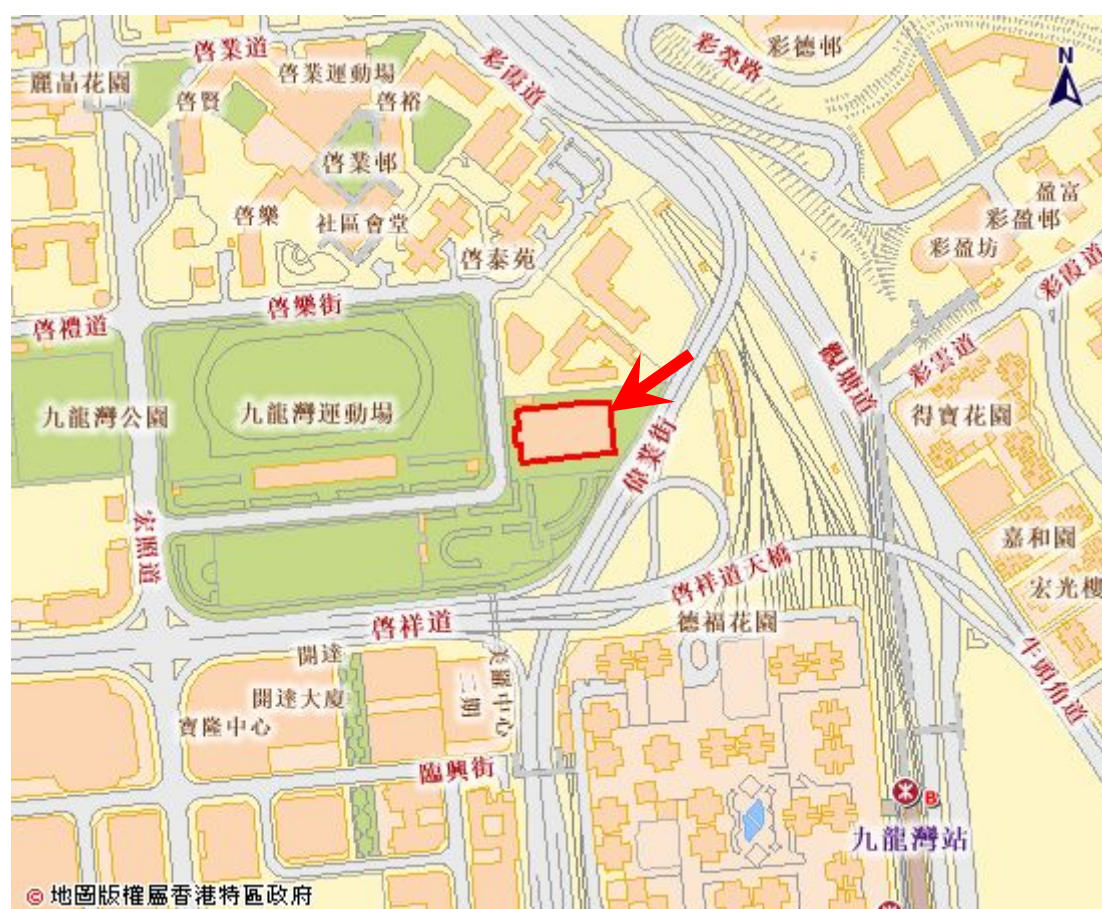 啓業道
彩霞道
彩榮路
彩德邨
N
麗晶花園
啓業運動場
啓賢
啓裕
啓業邨
啓樂
社區會堂
啓泰苑
盈富
彩盈邨
彩盈坊
彩霞道
啓樂街
啓禮道
觀塘道
彩雲道
九龍灣公園
九龍灣運動場
得寶花園
偉業街
宏照道
嘉和園
宏光樓
啓祥道天橋
啓祥道
德福花園
牛頭角道
開達
開達大廈
寶隆中心
美羅中心
二期
臨興街
B
九龍灣站
© 地圖版權屬香港特區政府